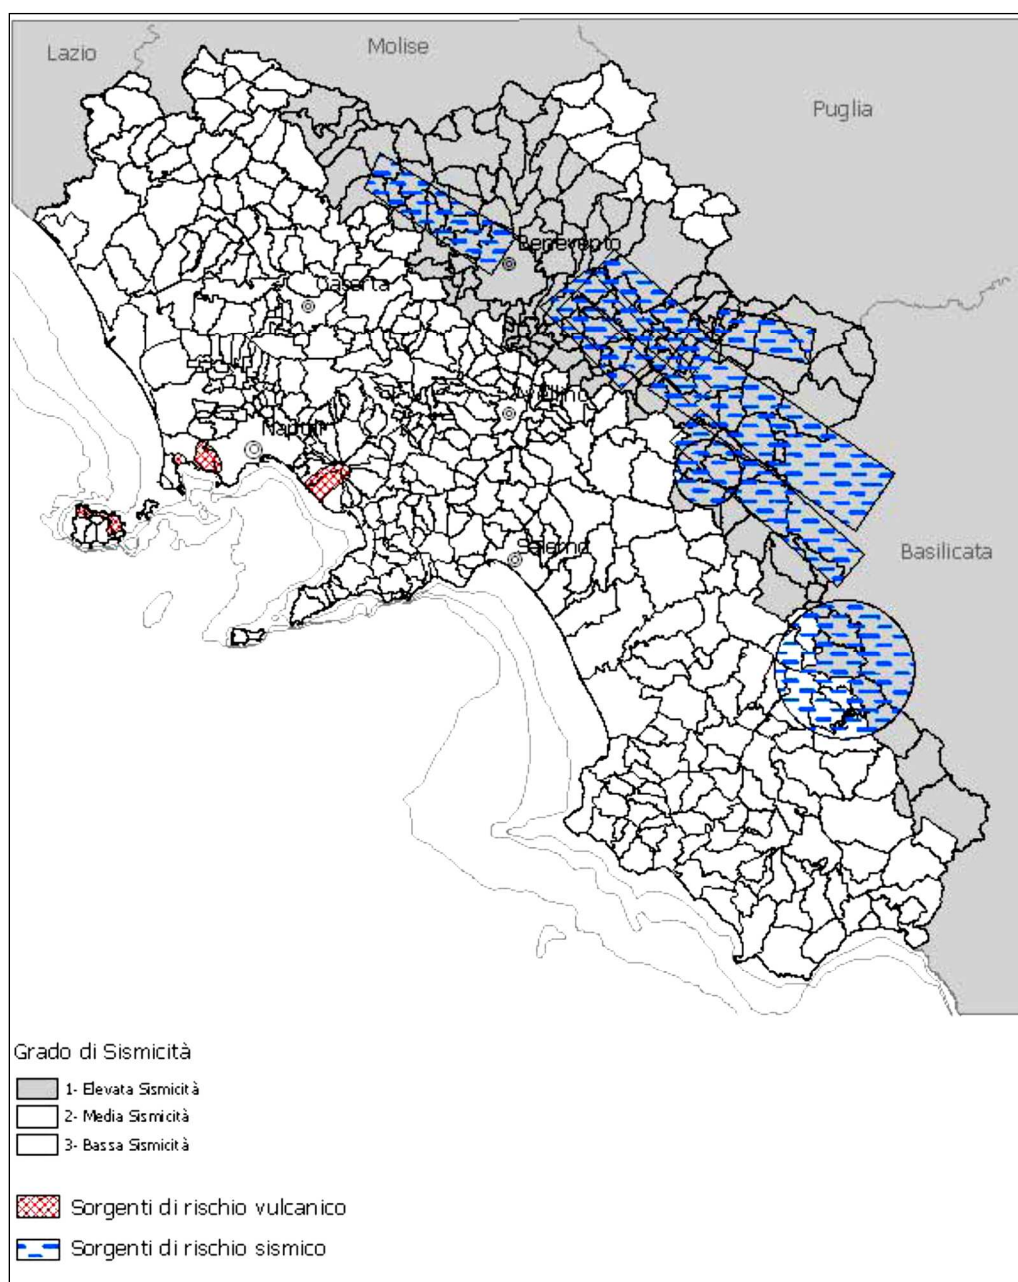 Molise
Lazio
Puglia
Benevento
Caserta
Avellino
Napoli
Salerno
Basilicata
Grado di Sismicità
1- Elevata Sismicità
2- Media Sismicità
3- Bassa Sismicità
Sorgenti di rischio vulcanico
Sorgenti di rischio sismico